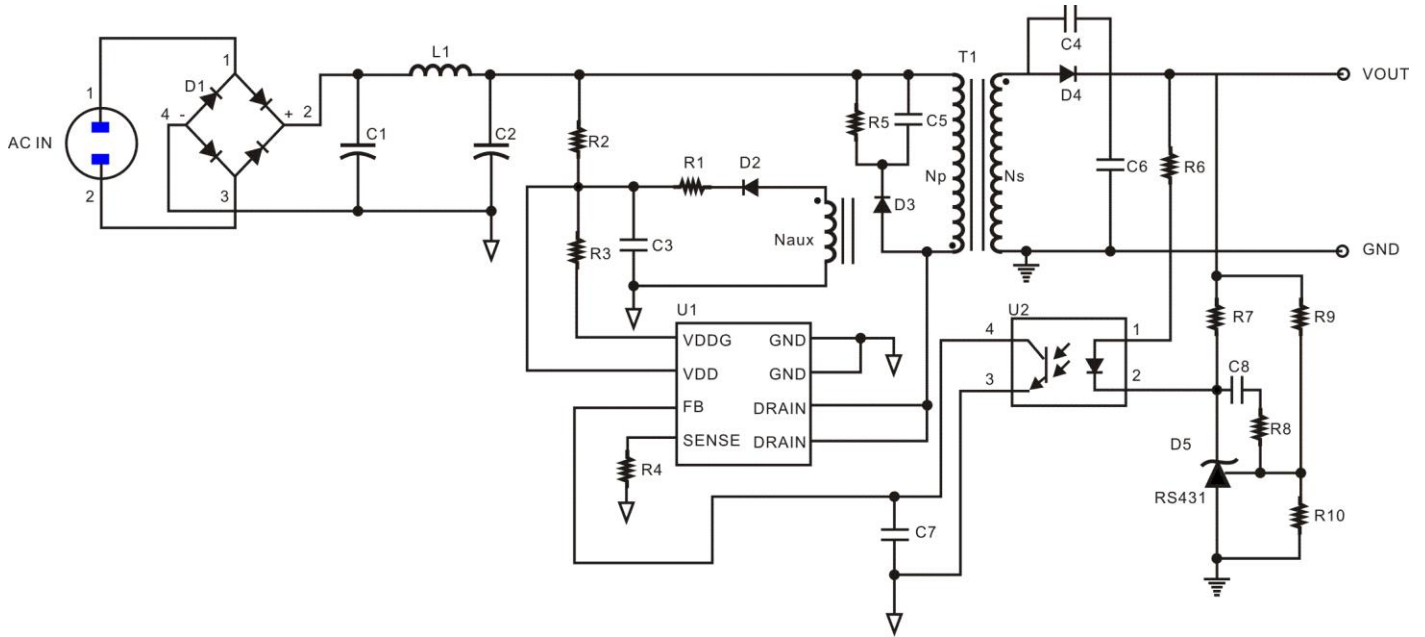 C4
L1
T1
VOUT
1
D1
D4
1
4
-
+
2
AC IN
C1
C2
R2
R5
C5
R1
D2
Np
Ns
C6
R6
2
3
D3
R3
C3
Naux
GND
U1
U2
VDDG
GND
4
1
R7
R9
VDD
GND
3
2
C8
FB
DRAIN
SENSE
DRAIN
R8
R4
D5
RS431
R10
C7